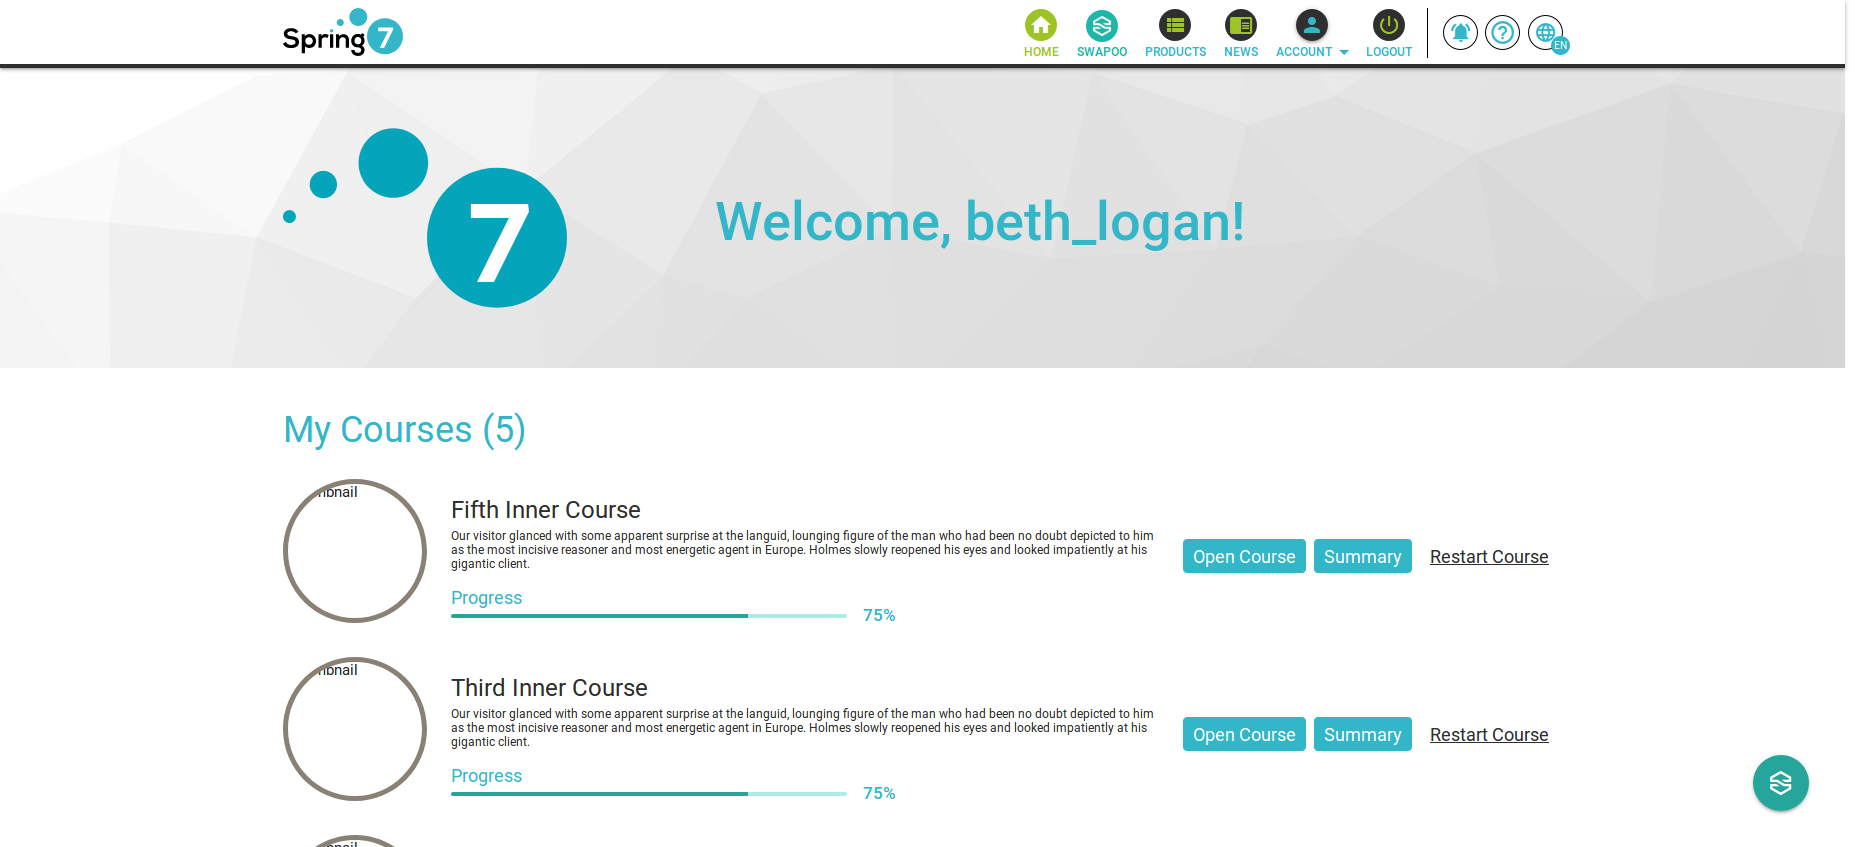 Spring 7
HOME
SWAPOO
PRODUCTS
NEWS
ACCOUNT
LOGOUT
?
EN
7
Welcome, beth_logan!
My Courses (5)
Fifth Inner Course
Our visitor glanced with some apparent surprise at the languid, lounging figure of the man who had been no doubt depicted to him
as the most incisive reasoner and most energetic agent in Europe. Holmes slowly reopened his eyes and looked impatiently at his
gigantic client.
Open Course
Summary
Restart Course
Progress
75%
Third Inner Course
Our visitor glanced with some apparent surprise at the languid, lounging figure of the man who had been no doubt depicted to him
as the most incisive reasoner and most energetic agent in Europe. Holmes slowly reopened his eyes and looked impatiently at his
gigantic client.
Open Course
Summary
Restart Course
Progress
75%